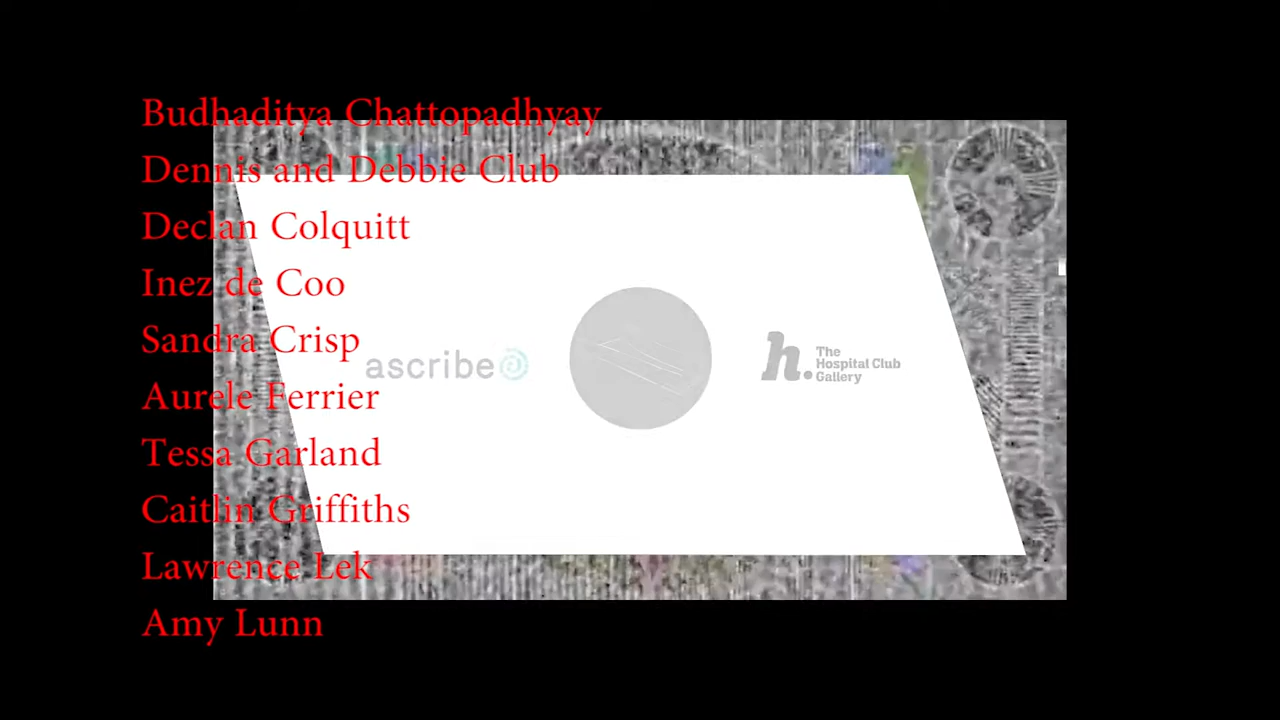 Budhaditya Chattopadhyay
Dennis and Debbie Club
Declan Colquitt
Inez de Coo
Sandra Crisp
Aurele Ferrier
Tessa Garland
Caitlin Griffiths
Lawrence Lek
Amy Lunn
ascribe
h. The
Hospital Club
Gallery